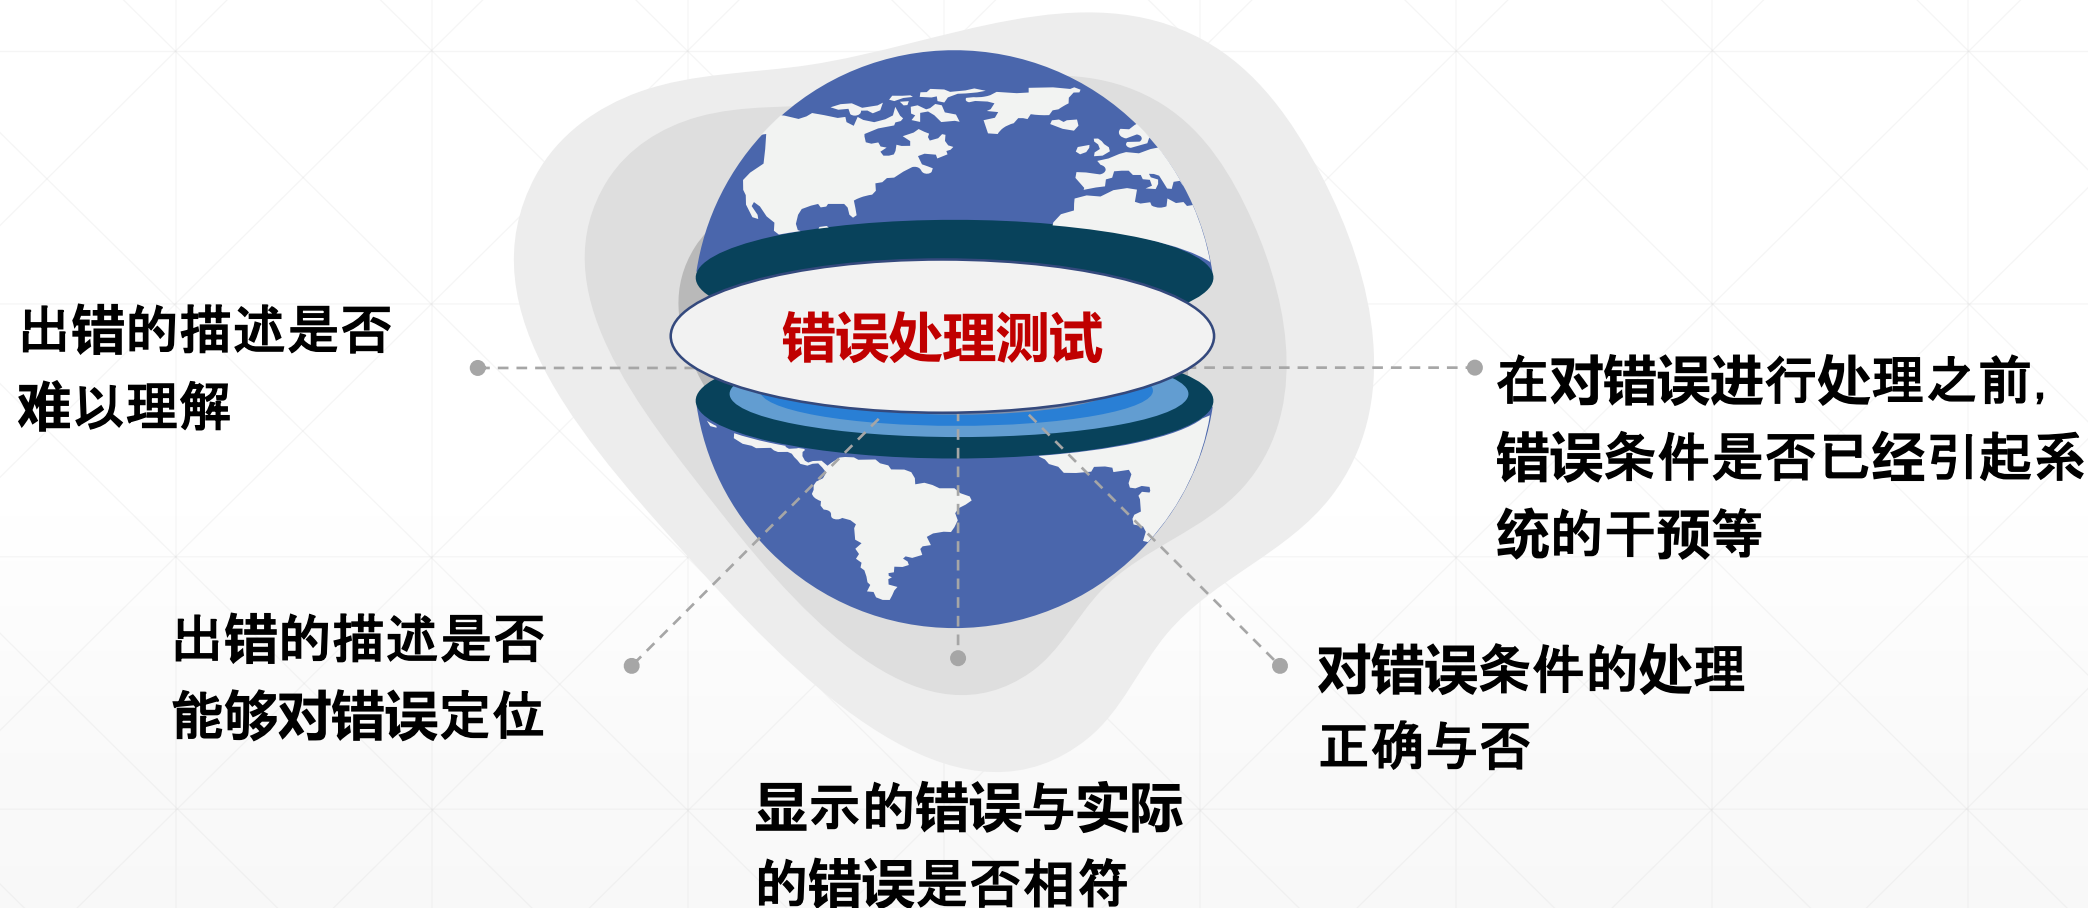 错误处理测试
出错的描述是否
难以理解
出错的描述是否
能够对错误定位
显示的错误与实际
的错误是否相符
对错误条件的处理
正确与否
在对错误进行处理之前,
错误条件是否已经引起系
统的干预等